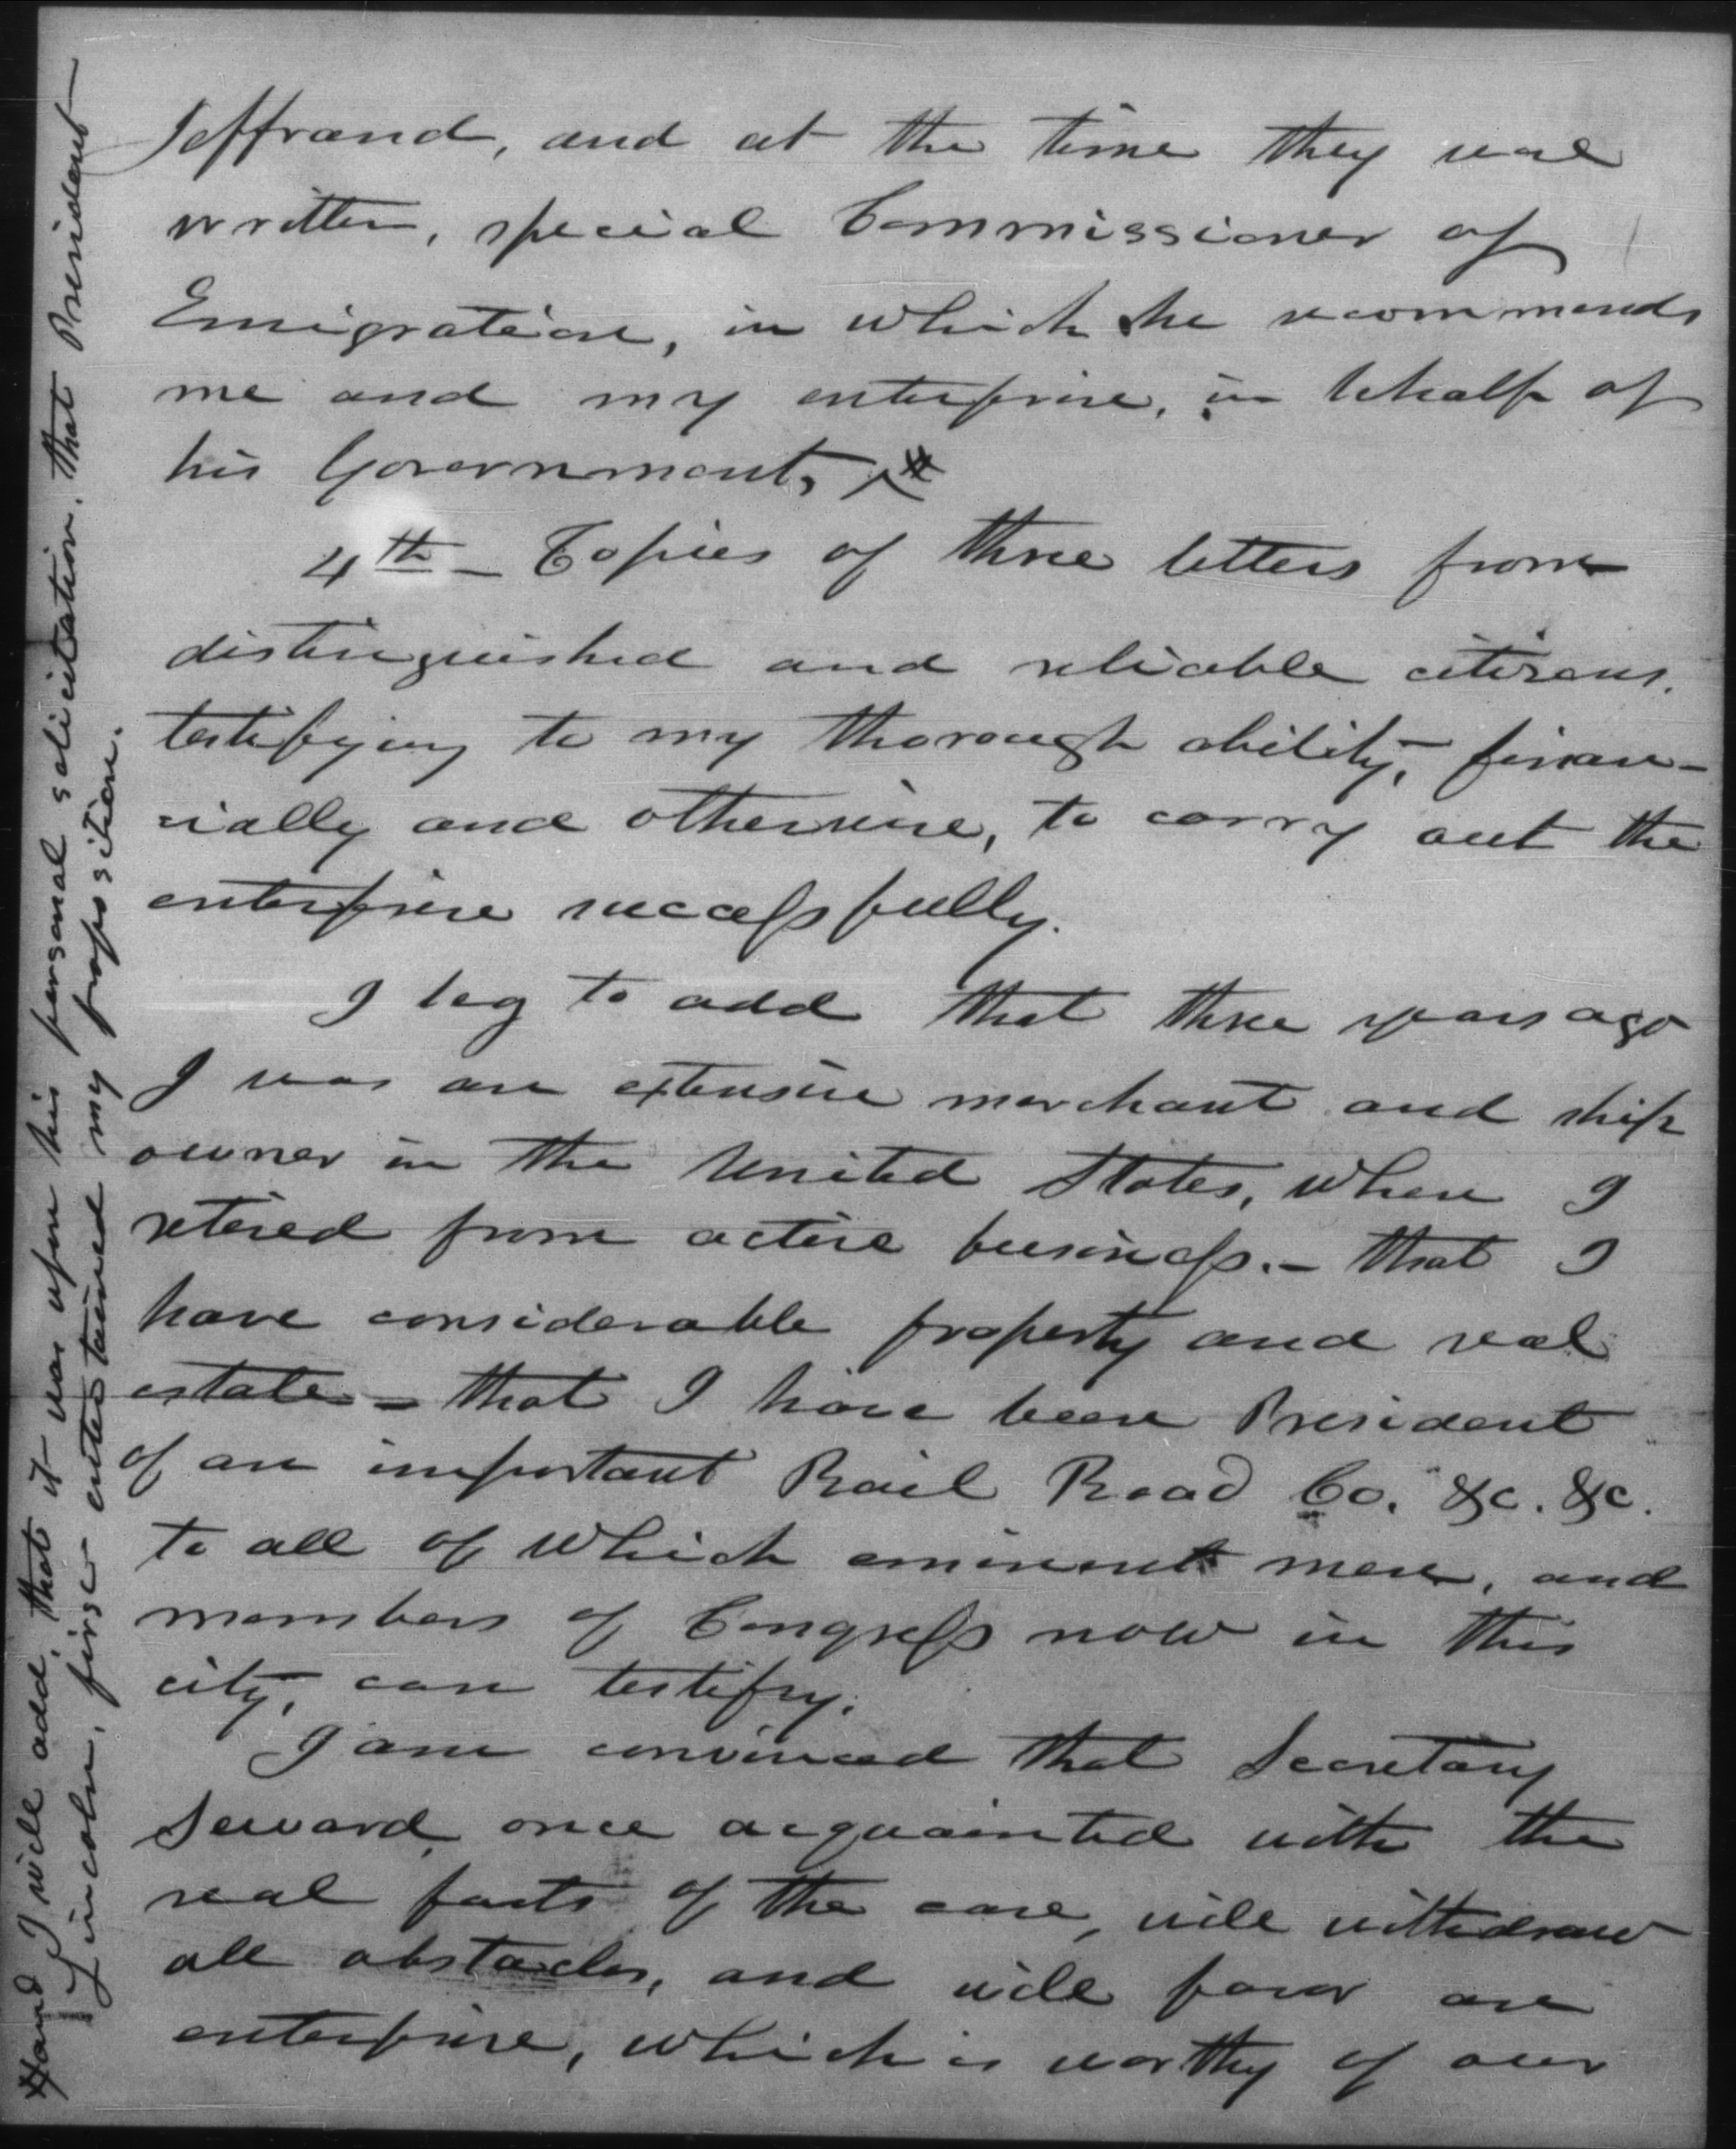 Jeffrand, and at the time they were
written, special Commissioner of
Emigration, in which he recommends
me and my enterprise, in behalf of
his Government, #
4th - Copies of three letters from
distinguished and reliable citizens,
testifying to my thorough ability, finan-
cially and otherwise, to carry out the
enterprise successfully.
I beg to add that three years ago
I was an extensive merchant and ship
owner in the United States, when I
retired from active business. - that I
have considerable property and real
estate - that I have been President
of an important Rail Road Co. &c. &c.
to all of which eminent men, and
members of Congress now in this
city, can testify.
I am convinced that Secretary
Seward, once acquainted with the
real facts of the case, will withdraw
all obstacles, and will favor an
enterprise, which is worthy of our
# and I will add, that it was upon his personal solicitation, that President
Lincoln, first entertained my proposition.